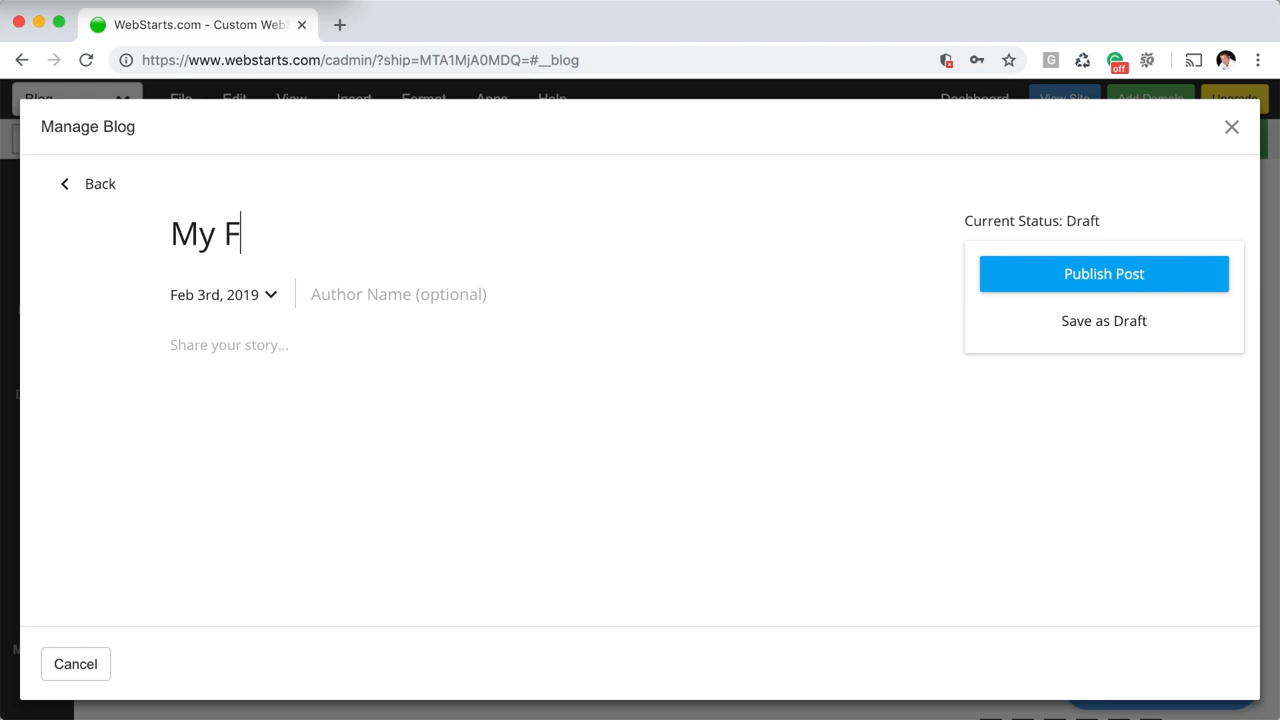 WebStarts.com - Custom Web
https://www.webstarts.com/cadmin/?ship=MTA1MjA0MDQ=#__blog
G
off
Blog File Edit View Insert Format Apps Help Dashboard View Site Add Domain Upgrade
Manage Blog
Back
My F
Current Status: Draft
Publish Post
Feb 3rd, 2019 Author Name (optional)
Save as Draft
Share your story...
Cancel